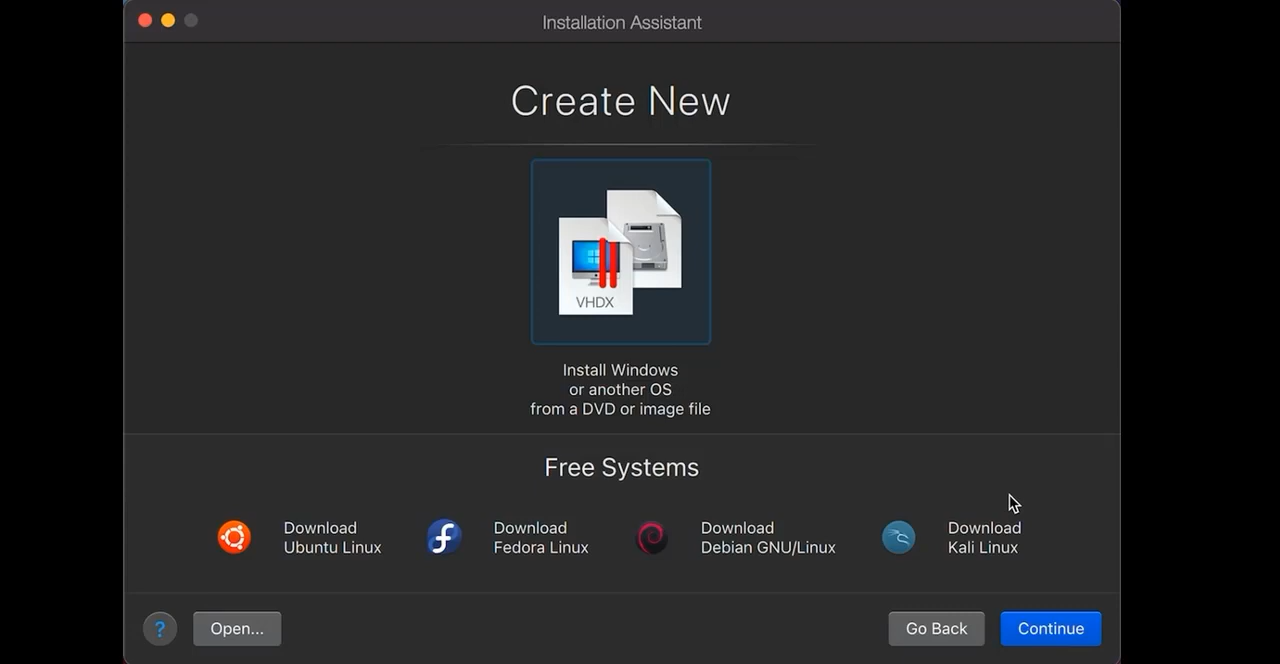 Installation Assistant
Create New
VHDX
Install Windows
or another OS
from a DVD or image file
Free Systems
Download
Ubuntu Linux
Download
Fedora Linux
Download
Debian GNU/Linux
Download
Kali Linux
?
Open...
Go Back
Continue